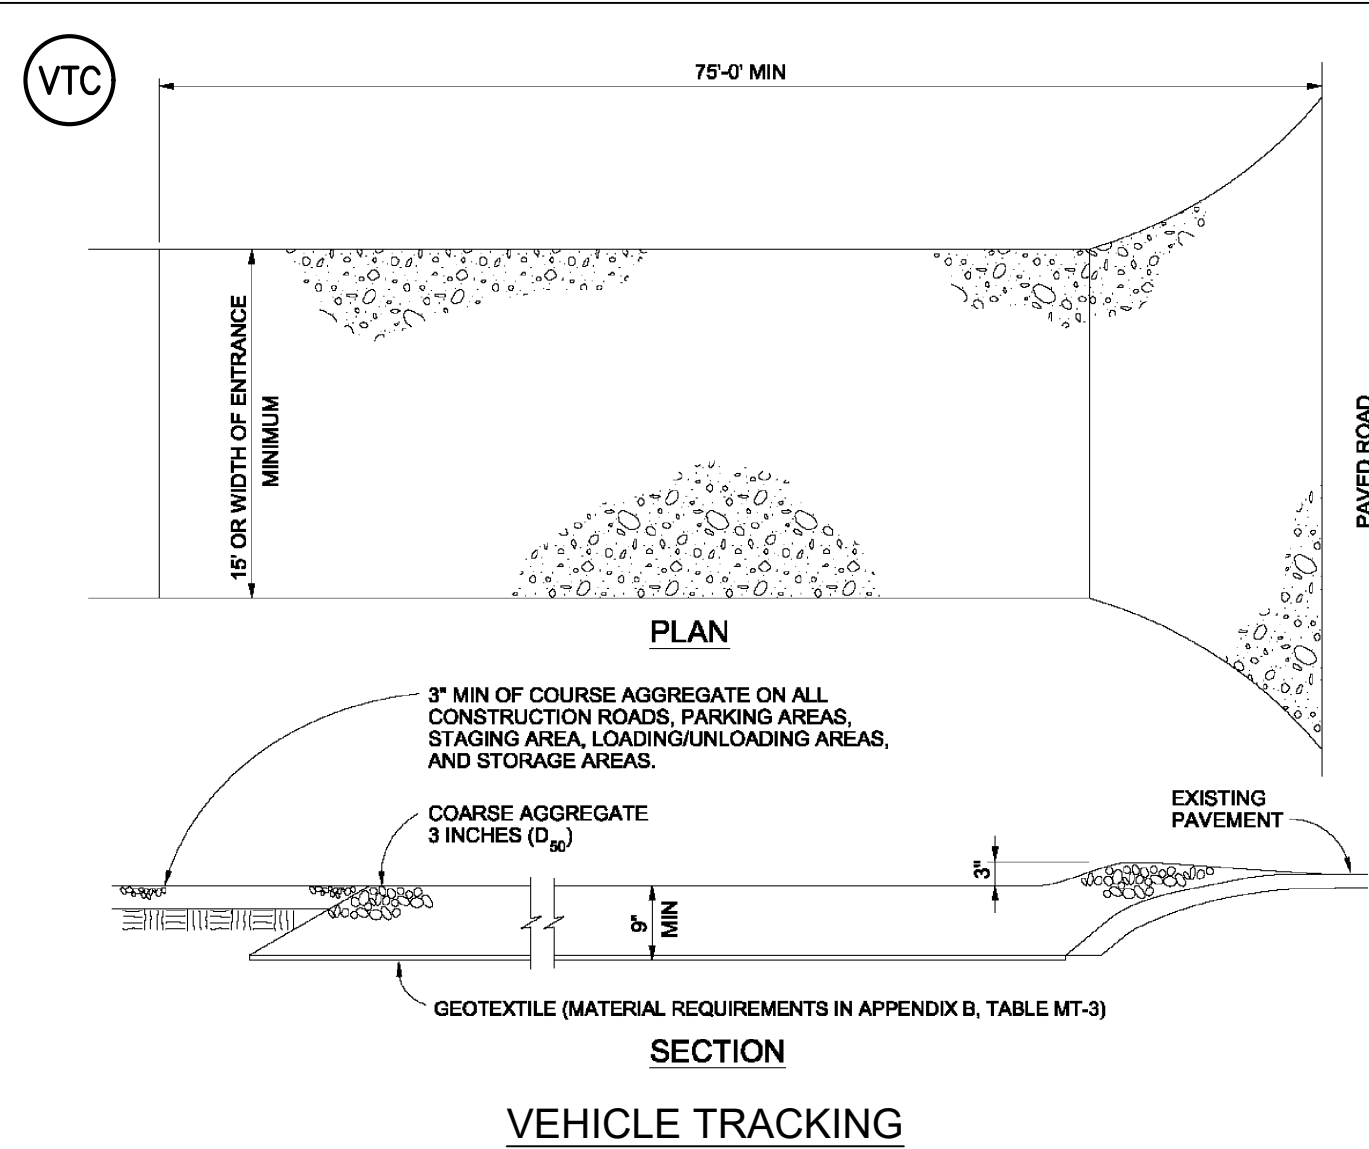 VTC
75'-0' MIN
15' OR WIDTH OF ENTRANCE
MINIMUM
PAVED ROAD
PLAN
3" MIN OF COURSE AGGREGATE ON ALL
CONSTRUCTION ROADS, PARKING AREAS,
STAGING AREA, LOADING/UNLOADING AREAS,
AND STORAGE AREAS.
COARSE AGGREGATE
3 INCHES (D50)
EXISTING
PAVEMENT
3"
9"
MIN
GEOTEXTILE (MATERIAL REQUIREMENTS IN APPENDIX B, TABLE MT-3)
SECTION
VEHICLE TRACKING